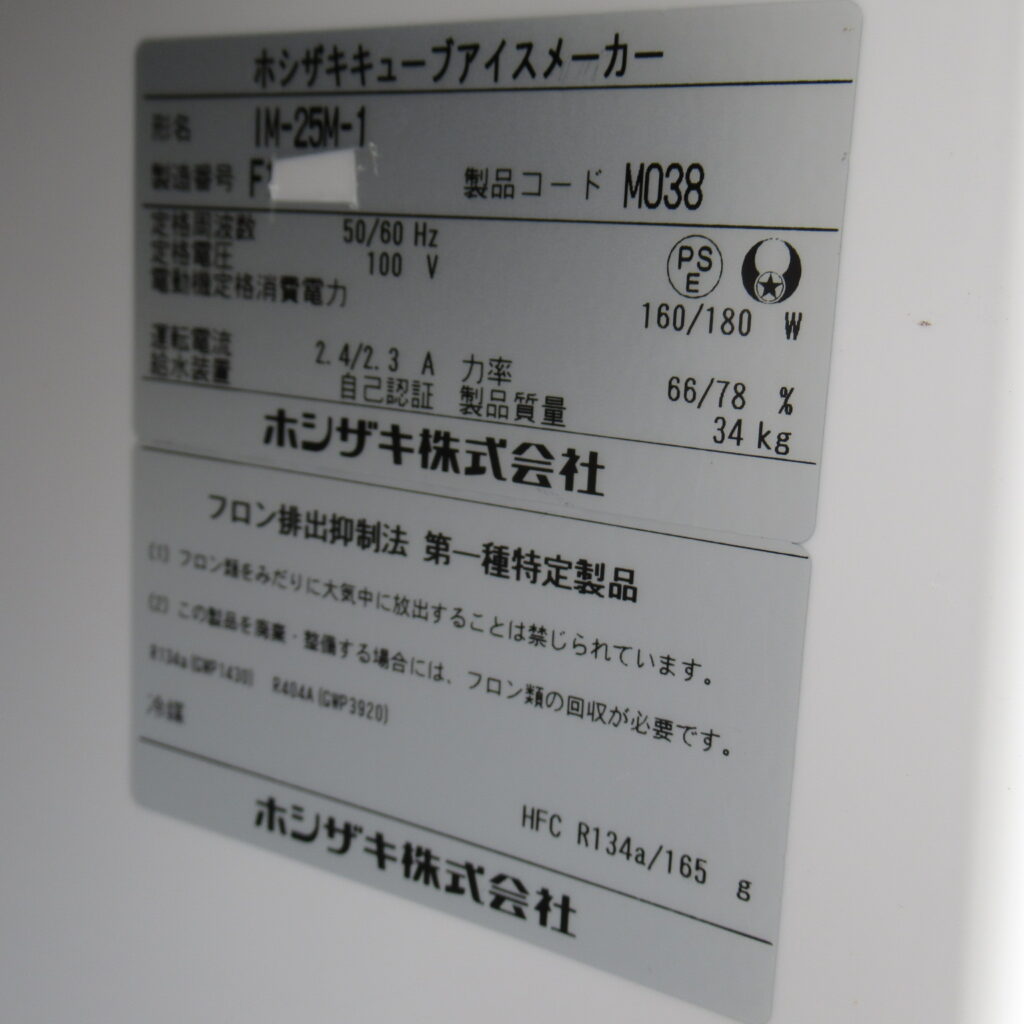 ホシザキキューブアイスメーカー
形名 IM-25M-1
製造番号 F 製品コード M038
定格周波数 50/60 Hz
定格電圧 100 V
PSE
電動機定格消費電力 160/180 W
運転電流 2.4/2.3 A 力率 66/78 %
給水装置 自己認証 製品質量 34 kg
ホシザキ株式会社
フロン排出抑制法 第一種特定製品
(1) フロン類をみだりに大気中に放出することは禁じられています。
(2) この製品を廃棄・整備する場合には、フロン類の回収が必要です。
R134a(GWP1430) R404A(GWP3920)
冷媒 HFC R134a/165 g
ホシザキ株式会社